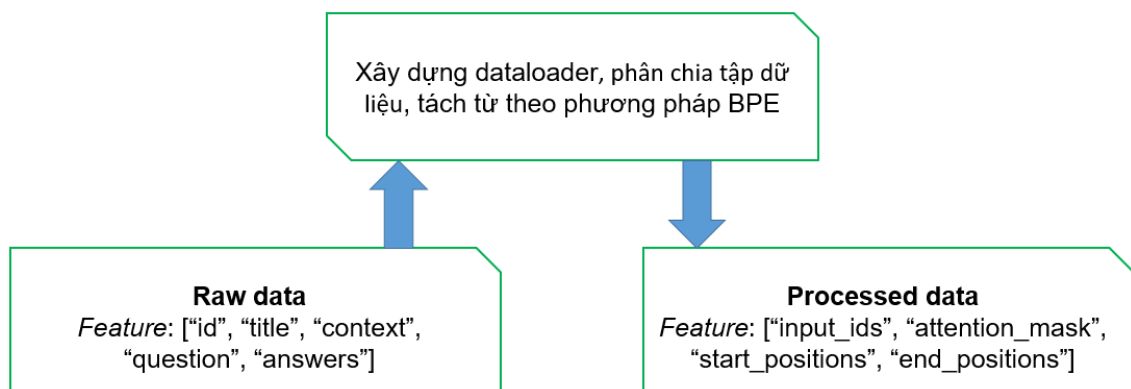 Xây dựng dataloader, phân chia tập dữ
liệu, tách từ theo phương pháp BPE
Raw data
Feature: [“id”, “title”, “context”,
“question”, “answers”]
Processed data
Feature: [“input_ids”, “attention_mask”,
“start_positions”, “end_positions”]